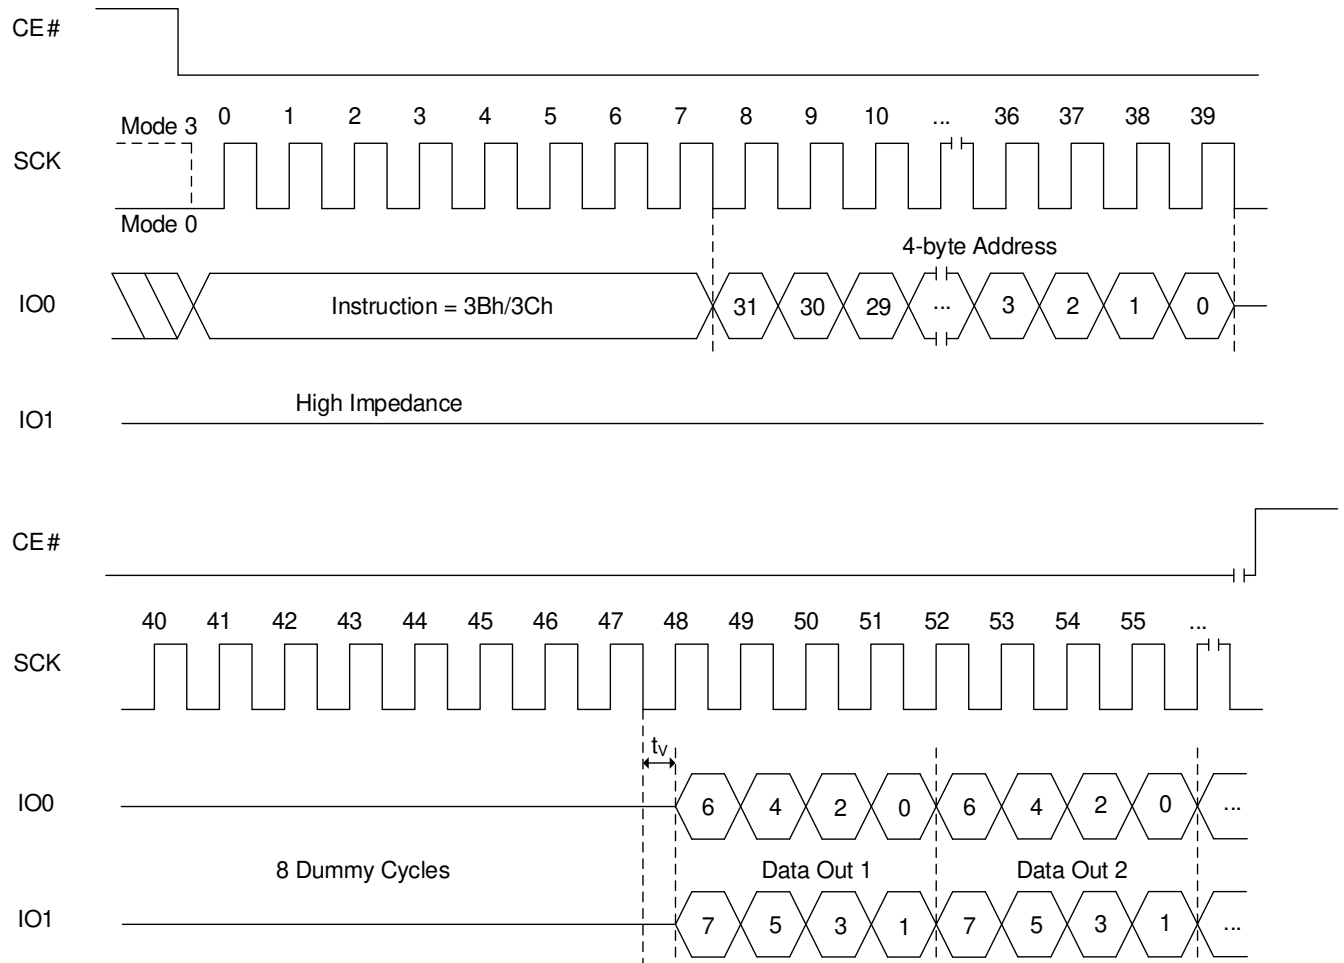 CE#
Mode 3
0 1 2 3 4 5 6 7 8 9 10 ... 36 37 38 39
SCK
Mode 0
4-byte Address
IO0
Instruction = 3Bh/3Ch
31 30 29 ... 3 2 1 0
High Impedance
IO1
CE#
40 41 42 43 44 45 46 47 48 49 50 51 52 53 54 55 ...
SCK
tV
IO0
6 4 2 0 6 4 2 0 ...
8 Dummy Cycles
Data Out 1
Data Out 2
IO1
7 5 3 1 7 5 3 1 ...